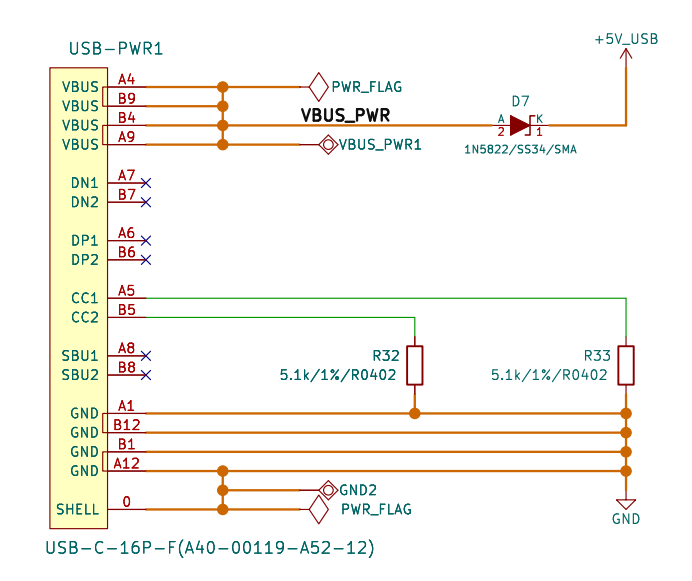 USB-PWR1
+5V_USB
VBUS A4
PWR_FLAG
VBUS B9
D7
VBUS B4
VBUS_PWR
A K
2 1
VBUS A9
VBUS_PWR1
1N5822/SS34/SMA
DN1 A7
DN2 B7
DP1 A6
DP2 B6
CC1 A5
CC2 B5
SBU1 A8
R32
R33
SBU2 B8
5.1k/1%/R0402
5.1k/1%/R0402
GND A1
GND B12
GND B1
GND A12
GND2
SHELL 0
PWR_FLAG
GND
USB-C-16P-F(A40-00119-A52-12)